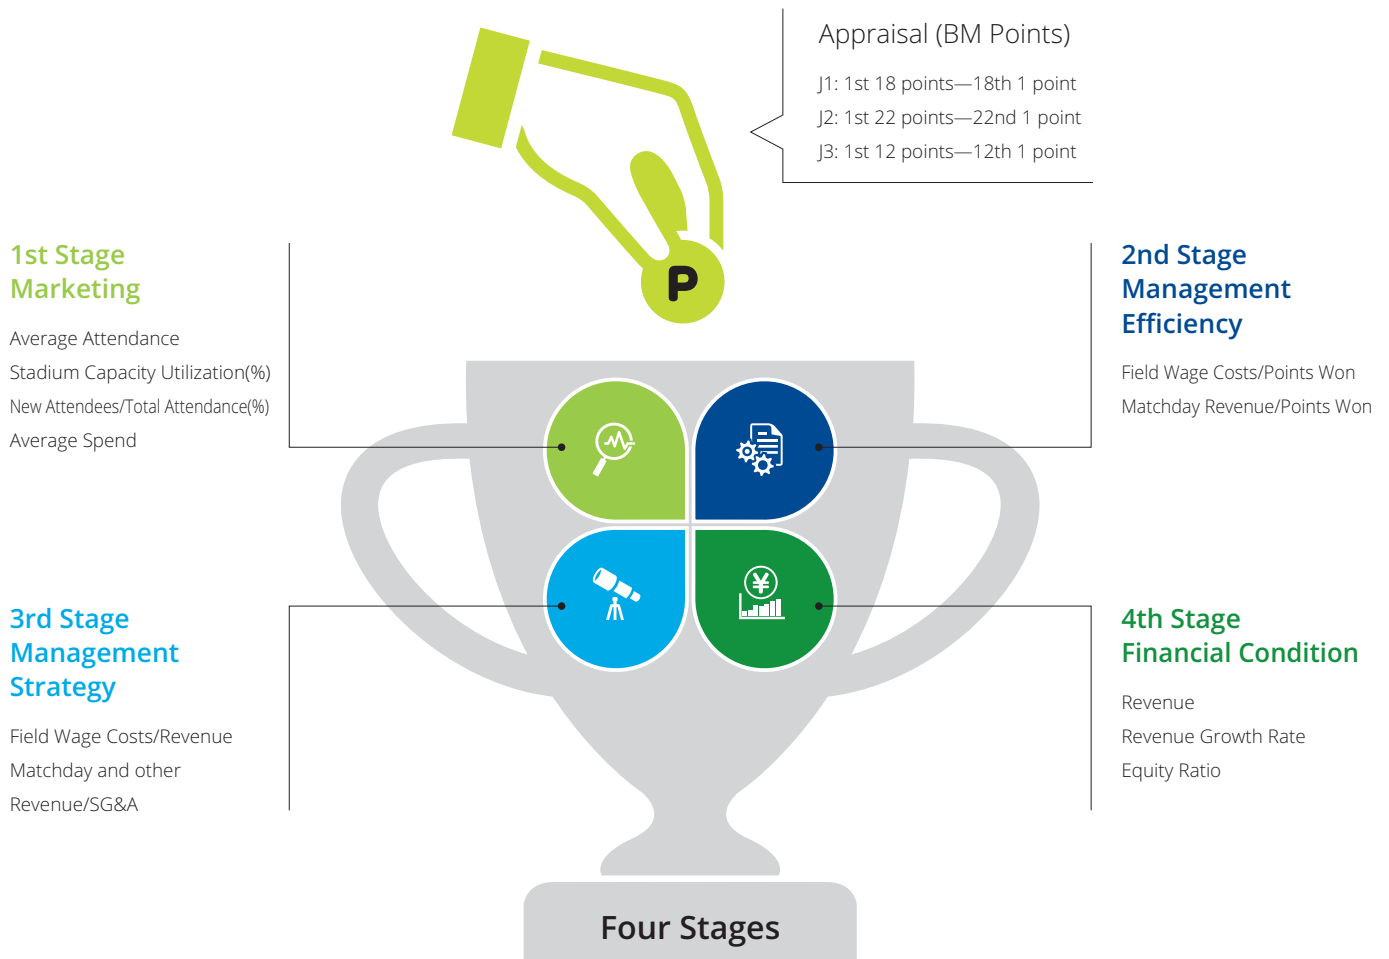 Appraisal (BM Points)
J1: 1st 18 points—18th 1 point
J2: 1st 22 points—22nd 1 point
J3: 1st 12 points—12th 1 point
P
1st Stage
Marketing
Average Attendance
Stadium Capacity Utilization(%)
New Attendees/Total Attendance(%)
Average Spend
2nd Stage
Management
Efficiency
Field Wage Costs/Points Won
Matchday Revenue/Points Won
3rd Stage
Management
Strategy
Field Wage Costs/Revenue
Matchday and other
Revenue/SG&A
¥
4th Stage
Financial Condition
Revenue
Revenue Growth Rate
Equity Ratio
Four Stages